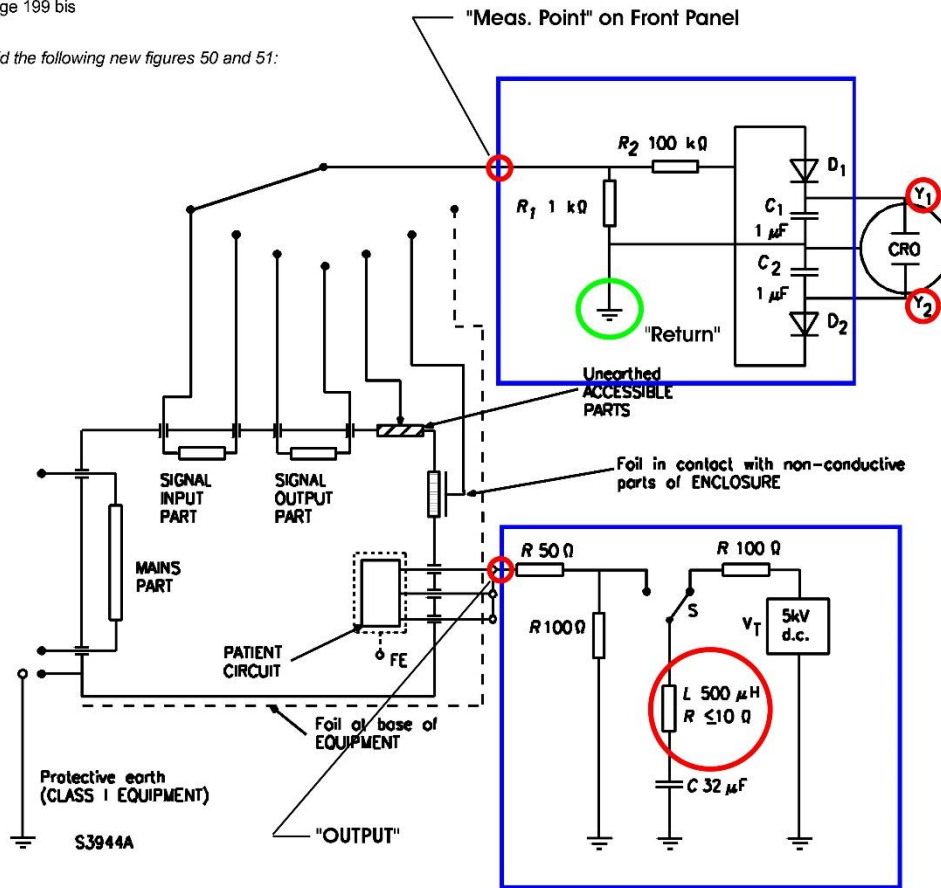 ge 199 bis
d the following new figures 50 and 51:
"Meas. Point" on Front Panel
R2 100 kΩ
D1
R1 1 kΩ
C1
1 μF
Y1
CRO
C2
1 μF
Y2
D2
"Return"
Unearthed
ACCESSIBLE
PARTS
SIGNAL
INPUT
PART
SIGNAL
OUTPUT
PART
Foil in contact with non-conductive
parts of ENCLOSURE
MAINS
PART
R 50 Ω
R 100 Ω
R 100 Ω
S
VT
5kV
d.c.
PATIENT
CIRCUIT
FE
L 500 μH
R ≤10 Ω
C 32 μF
Foil at base of
EQUIPMENT
Protective earth
(CLASS I EQUIPMENT)
S3944A
"OUTPUT"